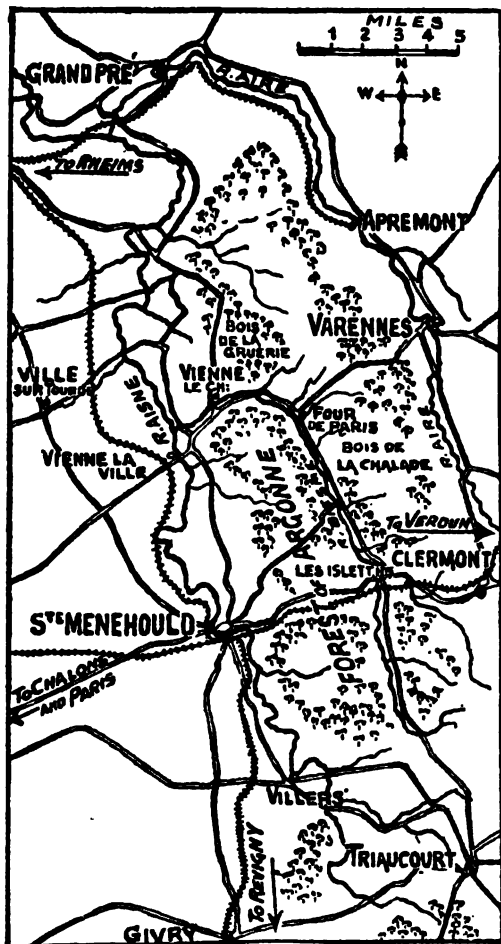 MILES
0 1 2 3 4 5
N
W E
GRANDPRÉ
R. AIRE
TO RHEIMS
APREMONT
VARENNES
BOIS
DE LA
GRUERIE
VILLE
SUR TOURBE
R. AISNE
VIENNE
LE CH:
FOUR
DE PARIS
R. AIRE
BOIS DE
LA CHALADE
VIENNE LA
VILLE
TO VERDUN
CLERMONT
LES ISLETT
FOREST OF ARGONNE
STE MENEHOULD
TO CHALONS
AND PARIS
VILLERS
TRIAUCOURT
TO REVIGNY
GIVRY